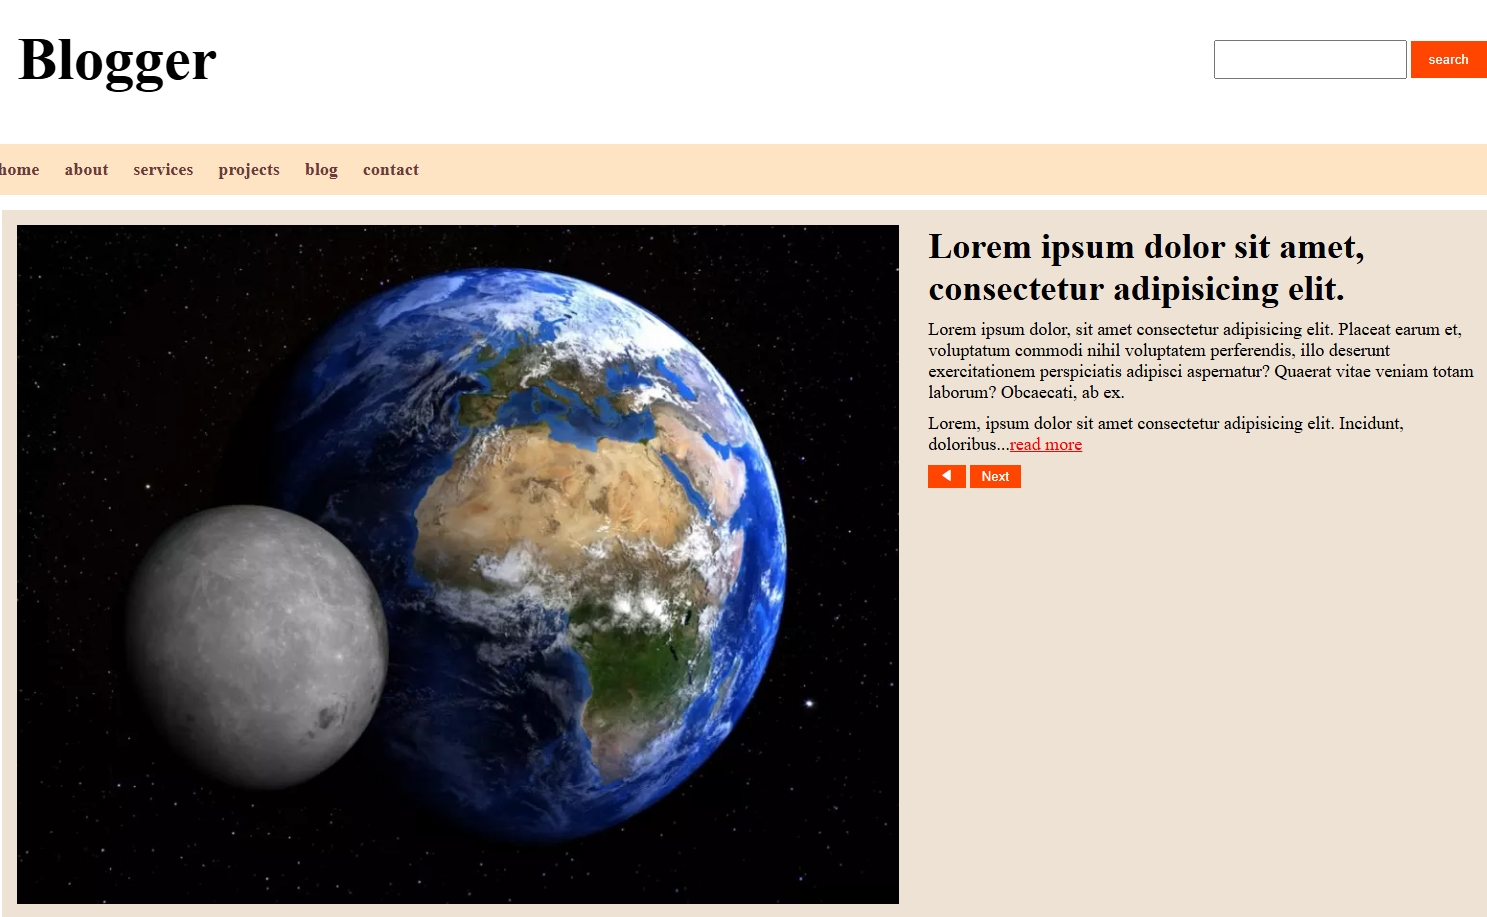 Blogger
search
home about services projects blog contact
Lorem ipsum dolor sit amet,
consectetur adipisicing elit.
Lorem ipsum dolor, sit amet consectetur adipisicing elit. Placeat earum et,
voluptatum commodi nihil voluptatem perferendis, illo deserunt
exercitationem perspiciatis adipisci aspernatur? Quaerat vitae veniam totam
laborum? Obcaecati, ab ex.
Lorem, ipsum dolor sit amet consectetur adipisicing elit. Incidunt,
doloribus...read more
Next